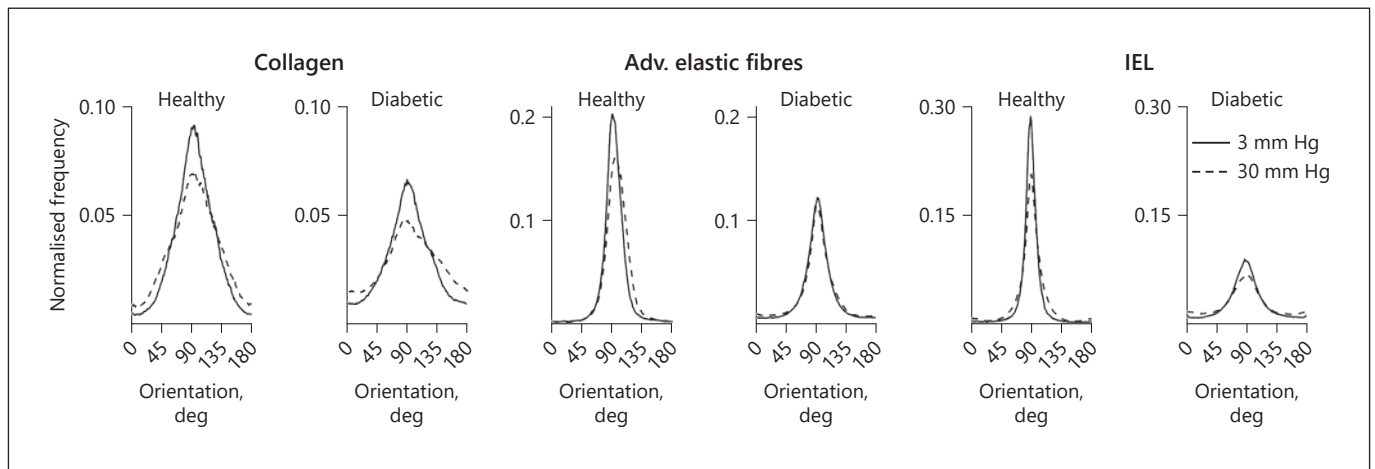 Collagen
Adv. elastic fibres
IEL
Healthy
Diabetic
Healthy
Diabetic
Healthy
Diabetic
Normalised frequency
0.10
0.05
0.10
0.05
0.2
0.1
0.2
0.1
0.30
0.15
0.30
0.15
3 mm Hg
30 mm Hg
0 45 90 135 180
0 45 90 135 180
0 45 90 135 180
0 45 90 135 180
0 45 90 135 180
0 45 90 135 180
Orientation,
deg
Orientation,
deg
Orientation,
deg
Orientation,
deg
Orientation,
deg
Orientation,
deg